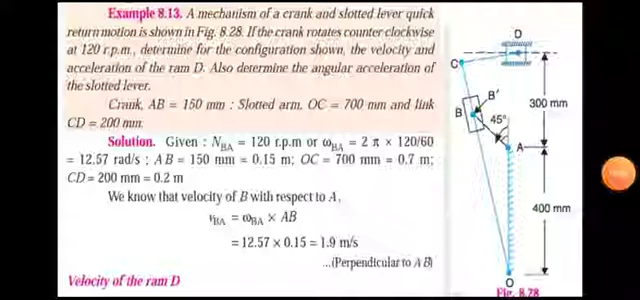 Example 8.13. A mechanism of a crank and slotted lever quick
return motion is shown in Fig. 8.28. If the crank rotates counter clockwise
at 120 r.p.m., determine for the configuration shown, the velocity and
acceleration of the ram D. Also determine the angular acceleration of
the slotted lever.
Crank, AB = 150 mm ; Slotted arm, OC = 700 mm and link
CD = 200 mm.
Solution. Given : NBA = 120 r.p.m or ωBA = 2 π × 120/60
= 12.57 rad/s ; AB = 150 mm = 0.15 m; OC = 700 mm = 0.7 m;
CD = 200 mm = 0.2 m
We know that velocity of B with respect to A,
vBA = ωBA × AB
= 12.57 × 0.15 = 1.9 m/s
...(Perpendicular to AB)
Velocity of the ram D
D
C
B'
B
45°
300 mm
A
400 mm
O
Fig. 8.28